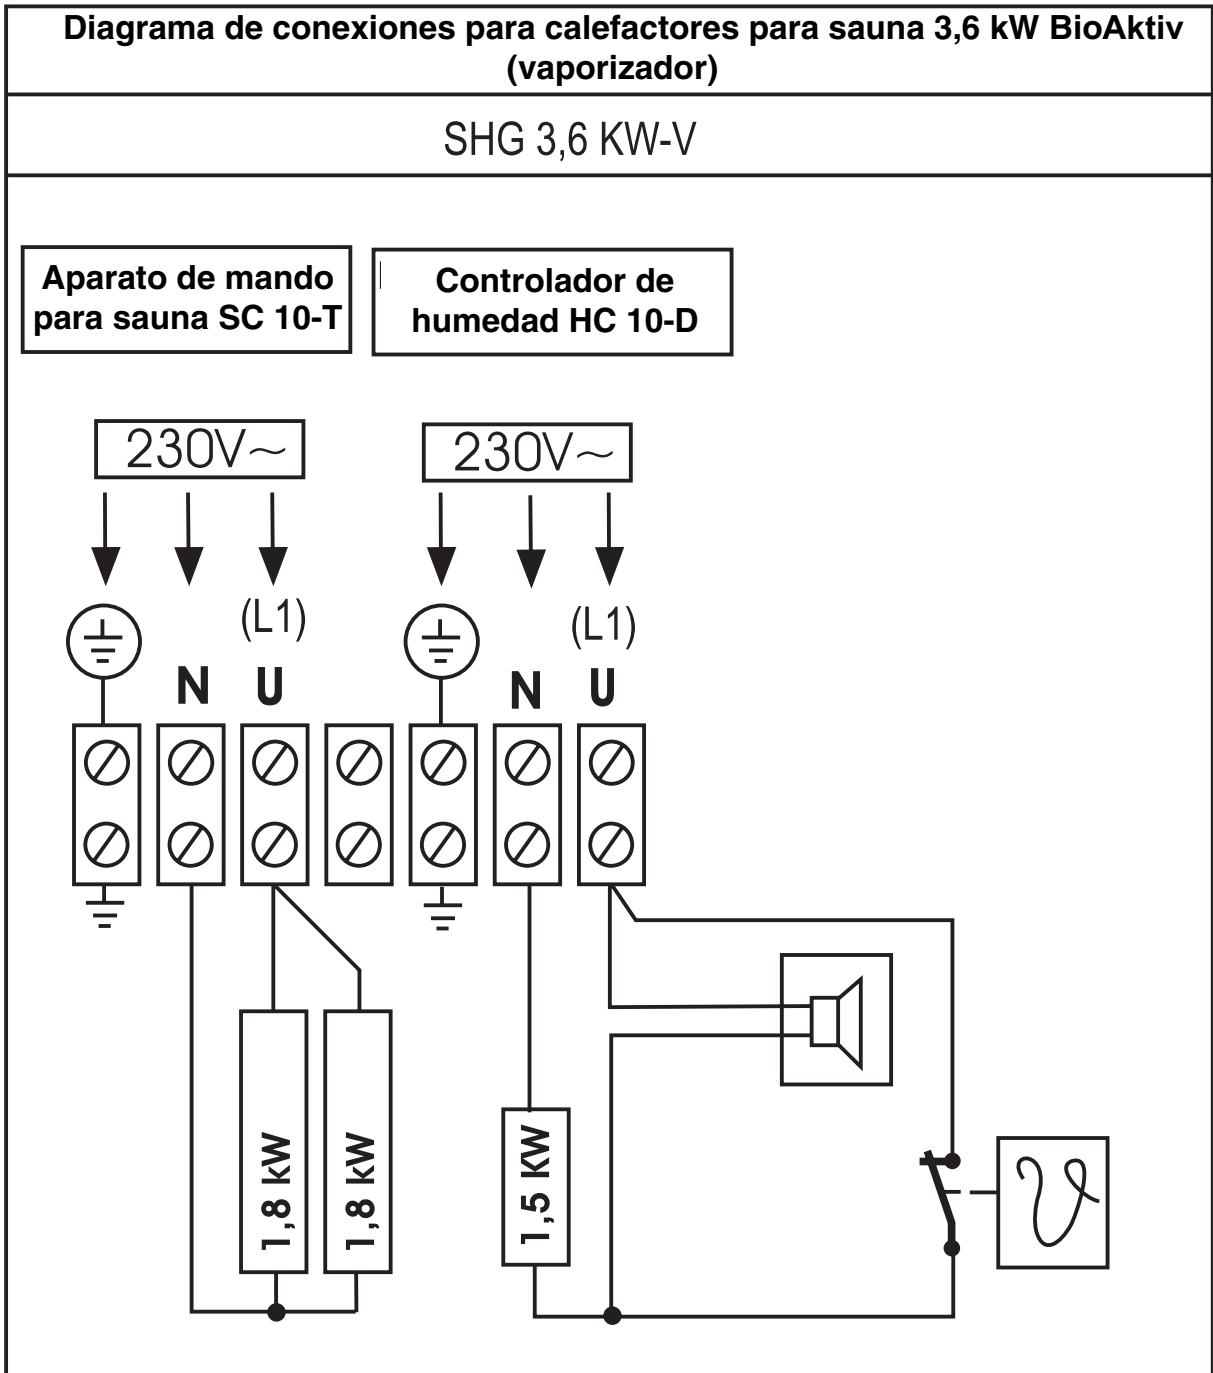 Diagrama de conexiones para calefactores para sauna 3,6 kW BioAktiv
(vaporizador)
SHG 3,6 KW-V
Aparato de mando
para sauna SC 10-T
Controlador de
humedad HC 10-D
230V~
230V~
(L1)
(L1)
N
U
N
U
1,8 kW
1,8 kW
1,5 KW
ϑ